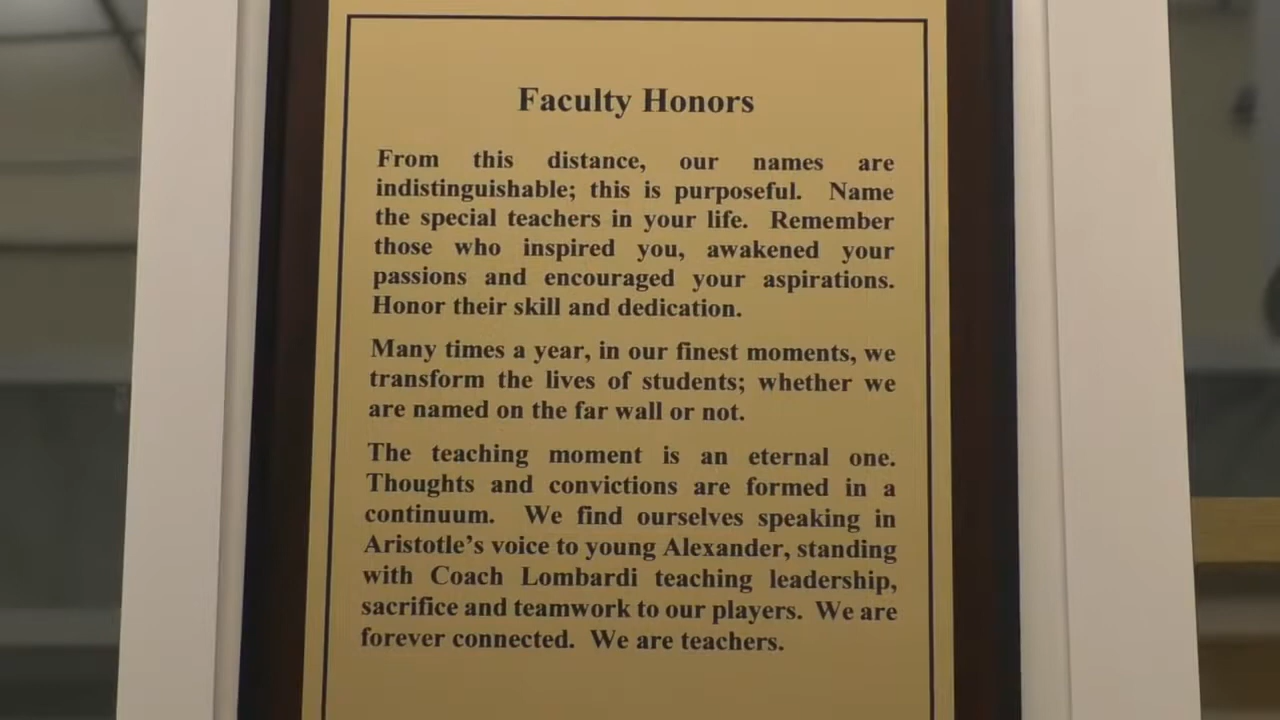 Faculty Honors
From this distance, our names are
indistinguishable; this is purposeful. Name
the special teachers in your life. Remember
those who inspired you, awakened your
passions and encouraged your aspirations.
Honor their skill and dedication.
Many times a year, in our finest moments, we
transform the lives of students; whether we
are named on the far wall or not.
The teaching moment is an eternal one.
Thoughts and convictions are formed in a
continuum. We find ourselves speaking in
Aristotle's voice to young Alexander, standing
with Coach Lombardi teaching leadership,
sacrifice and teamwork to our players. We are
forever connected. We are teachers.